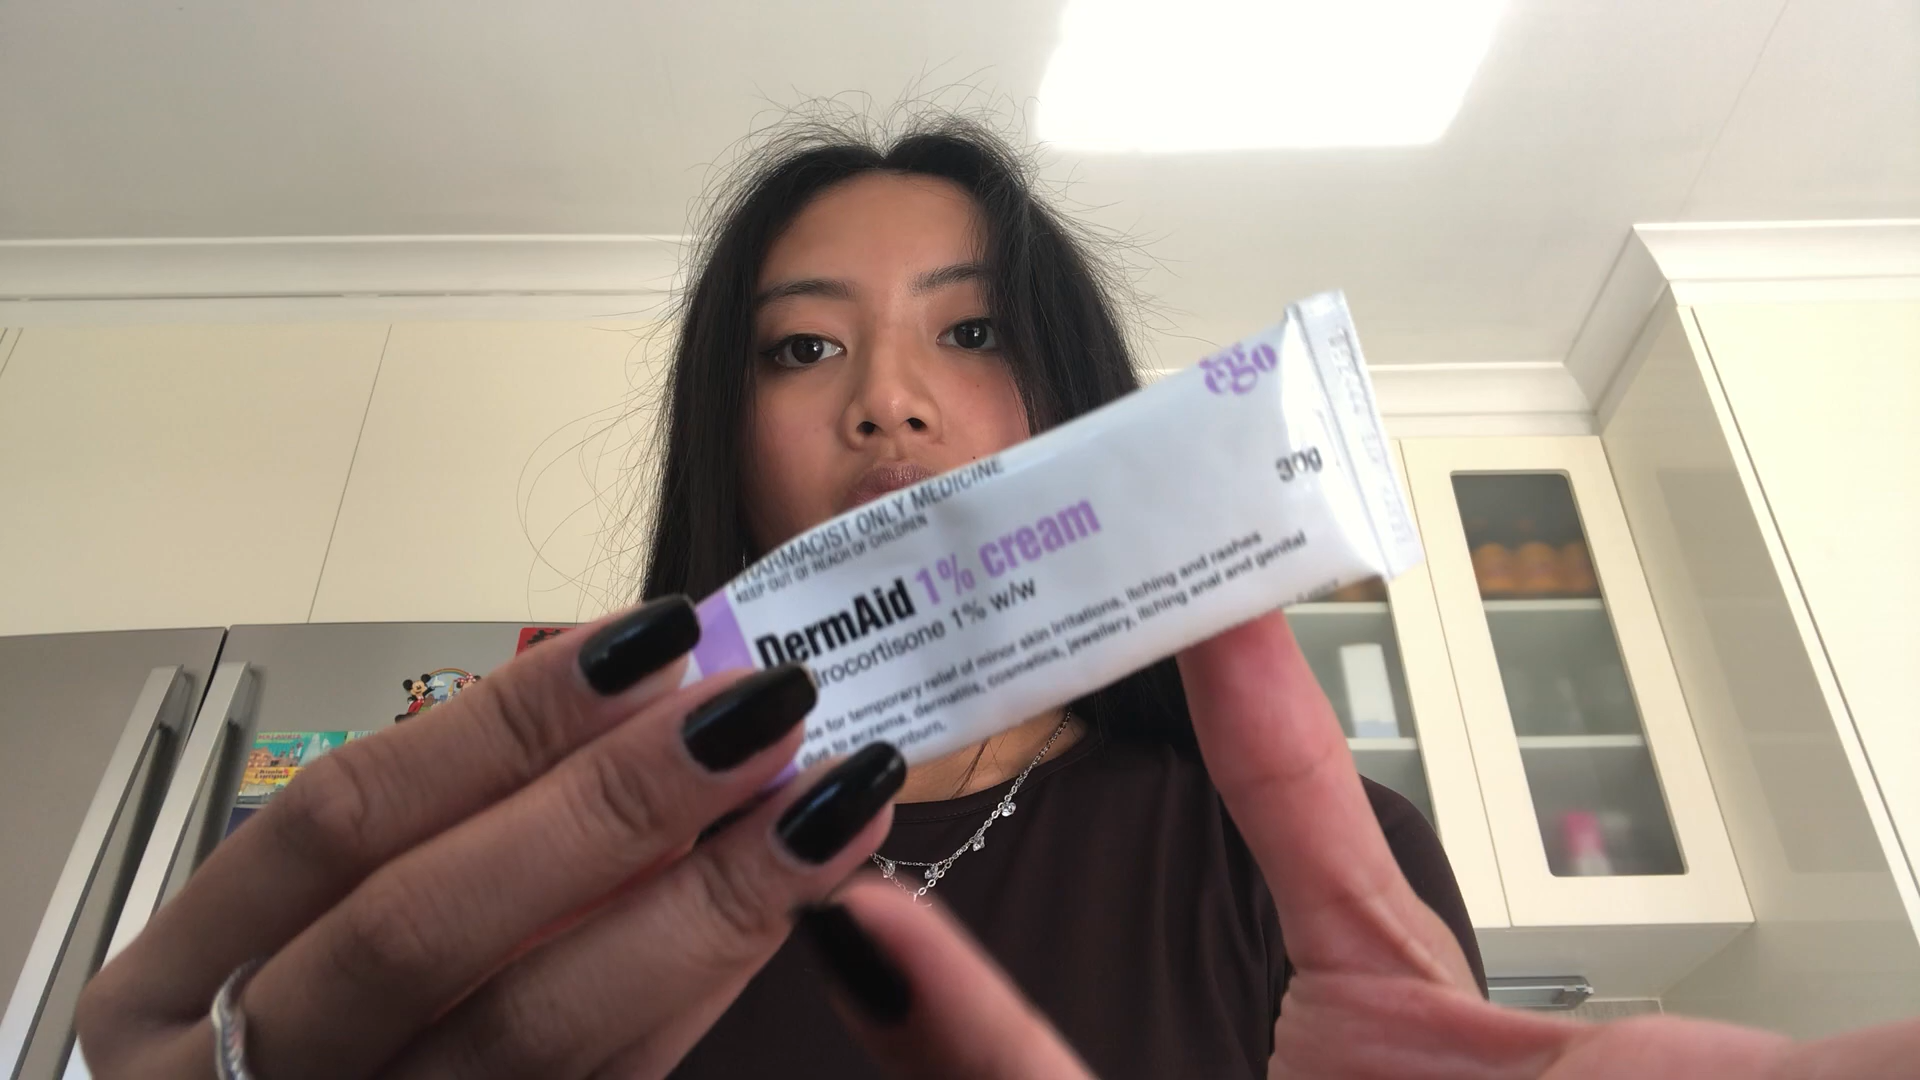 ego
30g
PHARMACIST ONLY MEDICINE
KEEP OUT OF REACH OF CHILDREN
DermAid 1% cream
drocortisone 1% w/w
for temporary relief of minor skin irritations, itching and rashes
due to eczema, dermatitis, cosmetics, jewellery, itching anal and genital
sunburn.